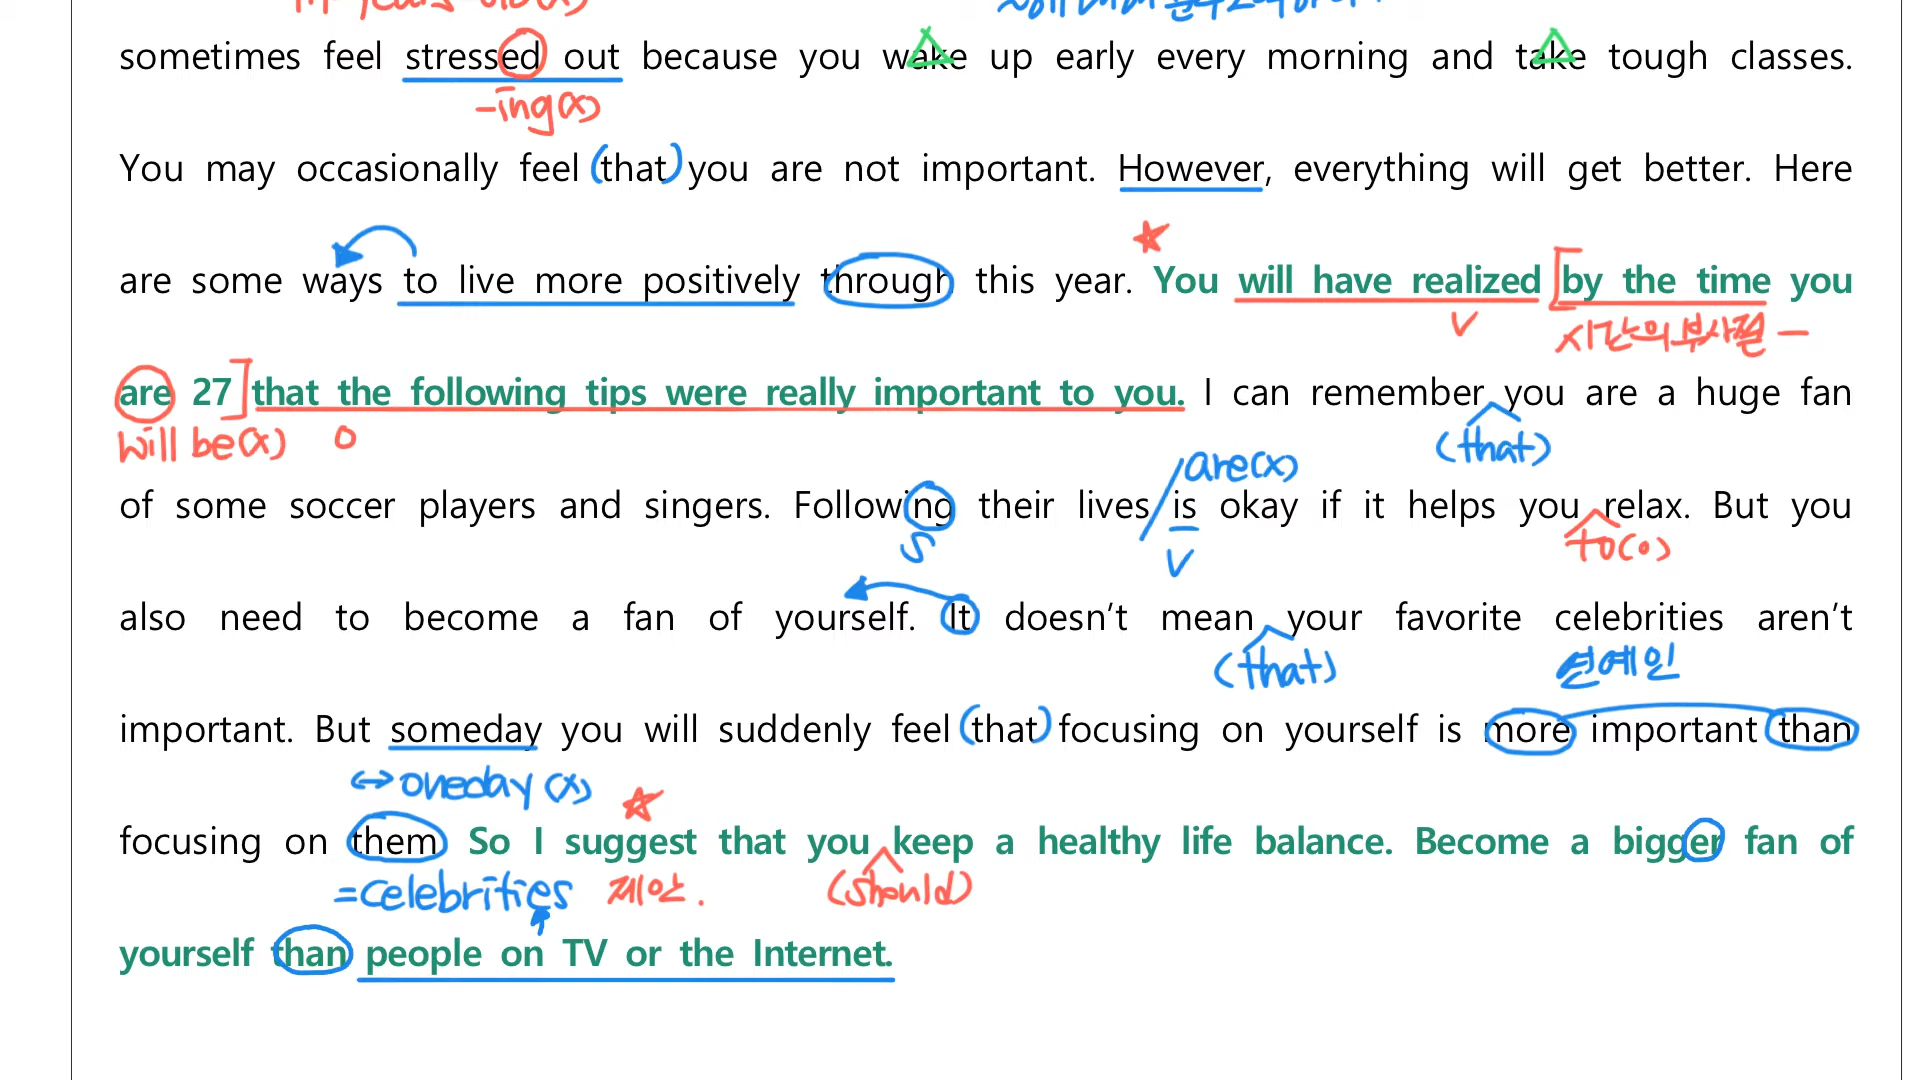 m-years-old(x)
sometimes feel stressed out because you wake up early every morning and take tough classes.
-ing(x)
You may occasionally feel (that) you are not important. However, everything will get better. Here
are some ways to live more positively through this year. You will have realized [by the time you
V 시간의 부사절 —
are 27] that the following tips were really important to you. I can remember you are a huge fan
will be(x) O (that)
are(x)
of some soccer players and singers. Following their lives / is okay if it helps you relax. But you
S V to(o)
also need to become a fan of yourself. It doesn't mean your favorite celebrities aren't
(that) 연예인
important. But someday you will suddenly feel (that) focusing on yourself is more important than
↔ oneday (x)
focusing on them. So I suggest that you keep a healthy life balance. Become a bigger fan of
=celebrities 제안. (should)
yourself than people on TV or the Internet.